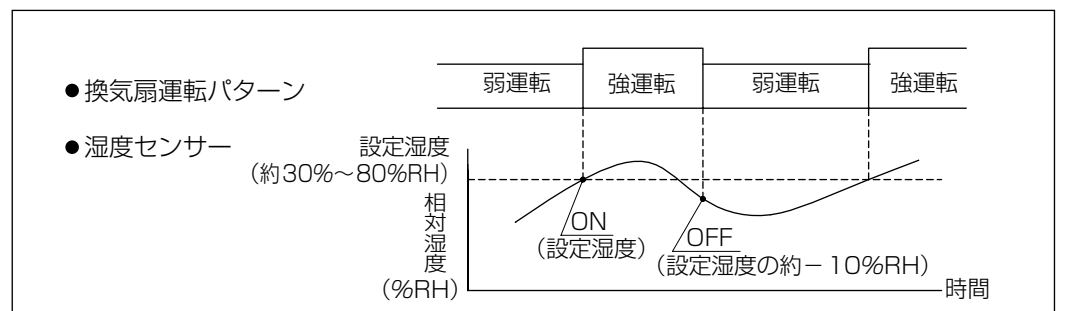 弱運転 強運転 弱運転 強運転
●換気扇運転パターン
●湿度センサー
設定湿度
(約30%～80%RH)
相対湿度
(%RH)
ON
(設定湿度)
OFF
(設定湿度の約－10%RH)
時間